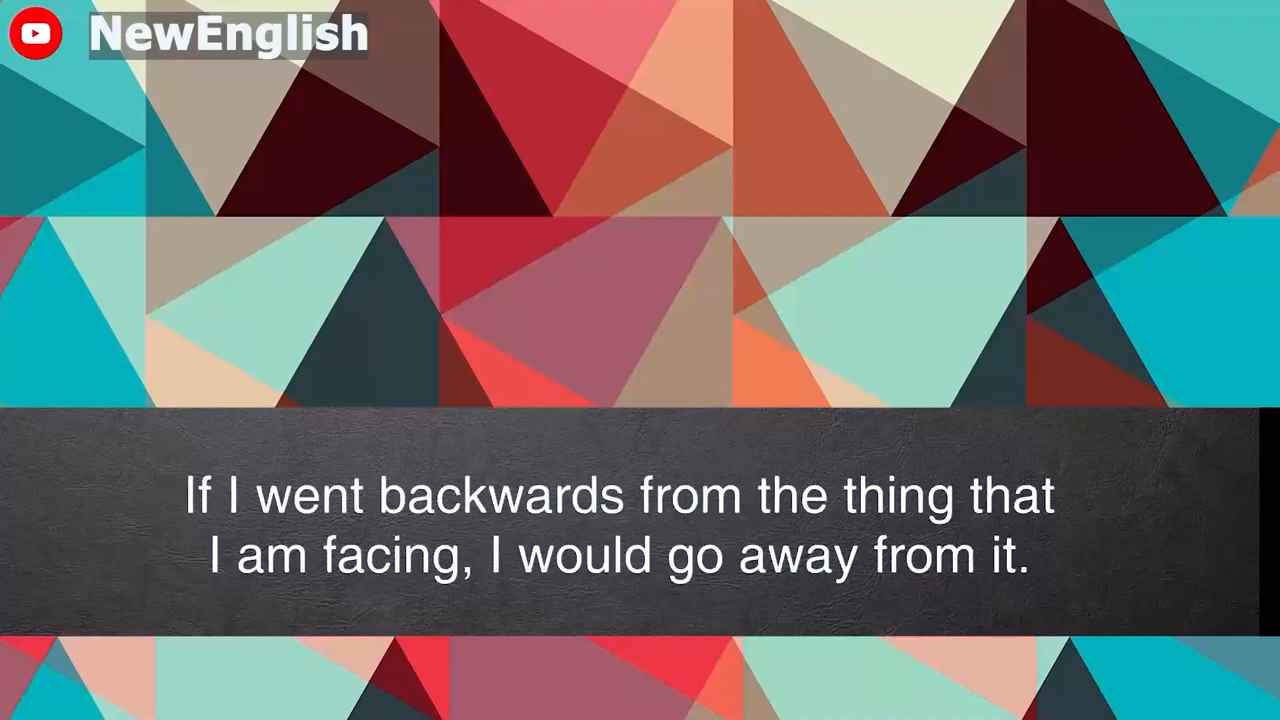 NewEnglish
If I went backwards from the thing that
I am facing, I would go away from it.